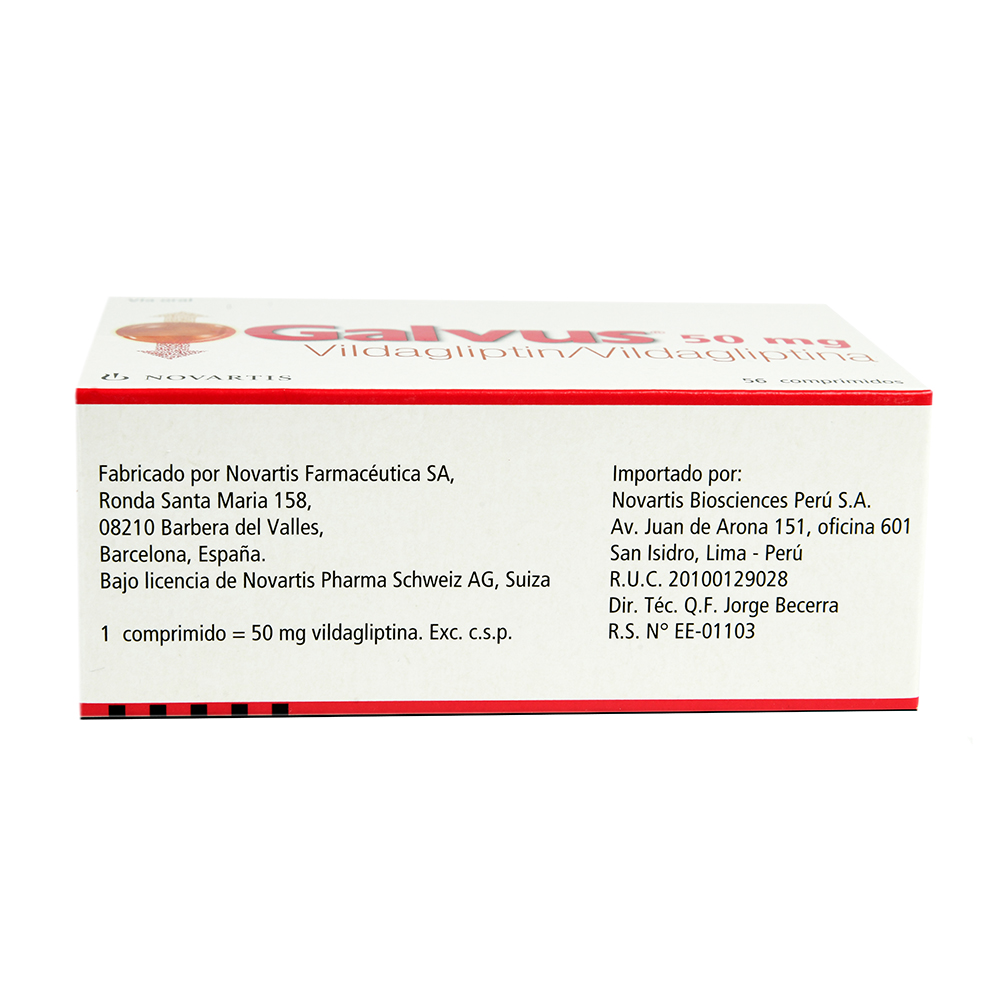 Vía oral
Galvus® 50 mg
Vildagliptin/Vildagliptina
NOVARTIS
56 comprimidos
Fabricado por Novartis Farmacéutica SA,
Ronda Santa Maria 158,
08210 Barbera del Valles,
Barcelona, España.
Bajo licencia de Novartis Pharma Schweiz AG, Suiza
1 comprimido = 50 mg vildagliptina. Exc. c.s.p.
Importado por:
Novartis Biosciences Perú S.A.
Av. Juan de Arona 151, oficina 601
San Isidro, Lima - Perú
R.U.C. 20100129028
Dir. Téc. Q.F. Jorge Becerra
R.S. N° EE-01103